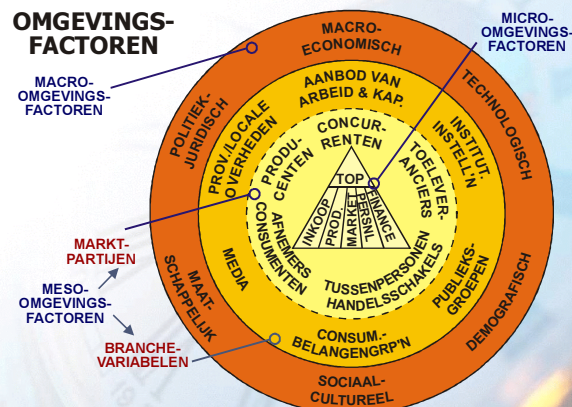 OMGEVINGS-
FACTOREN
MACRO-
OMGEVINGS-
FACTOREN
MICRO-
OMGEVINGS-
FACTOREN
MARKT-
PARTIJEN
MESO-
OMGEVINGS-
FACTOREN
BRANCHE-
VARIABELEN
MACRO-
ECONOMISCH
TECHNOLOGISCH
DEMOGRAFISCH
SOCIAAL-
CULTUREEL
MAAT-
SCHAPPELIJK
POLITIEK-
JURIDISCH
AANBOD VAN
ARBEID & KAP.
INSTITUT.
INSTELL'N
PUBLIEKS-
GROEPEN
CONSUM.-
BELANGENGRP'N
MEDIA
PROV./LOCALE
OVERHEDEN
CONCUR-
RENTEN
TOELEVER-
ANCIERS
TUSSENPERSONEN
HANDELSSCHAKELS
AFNEMERS
CONSUMENTEN
PRODU-
CENTEN
TOP
INKOOP
PROD.
MARKET
PERSNL
FINANCE